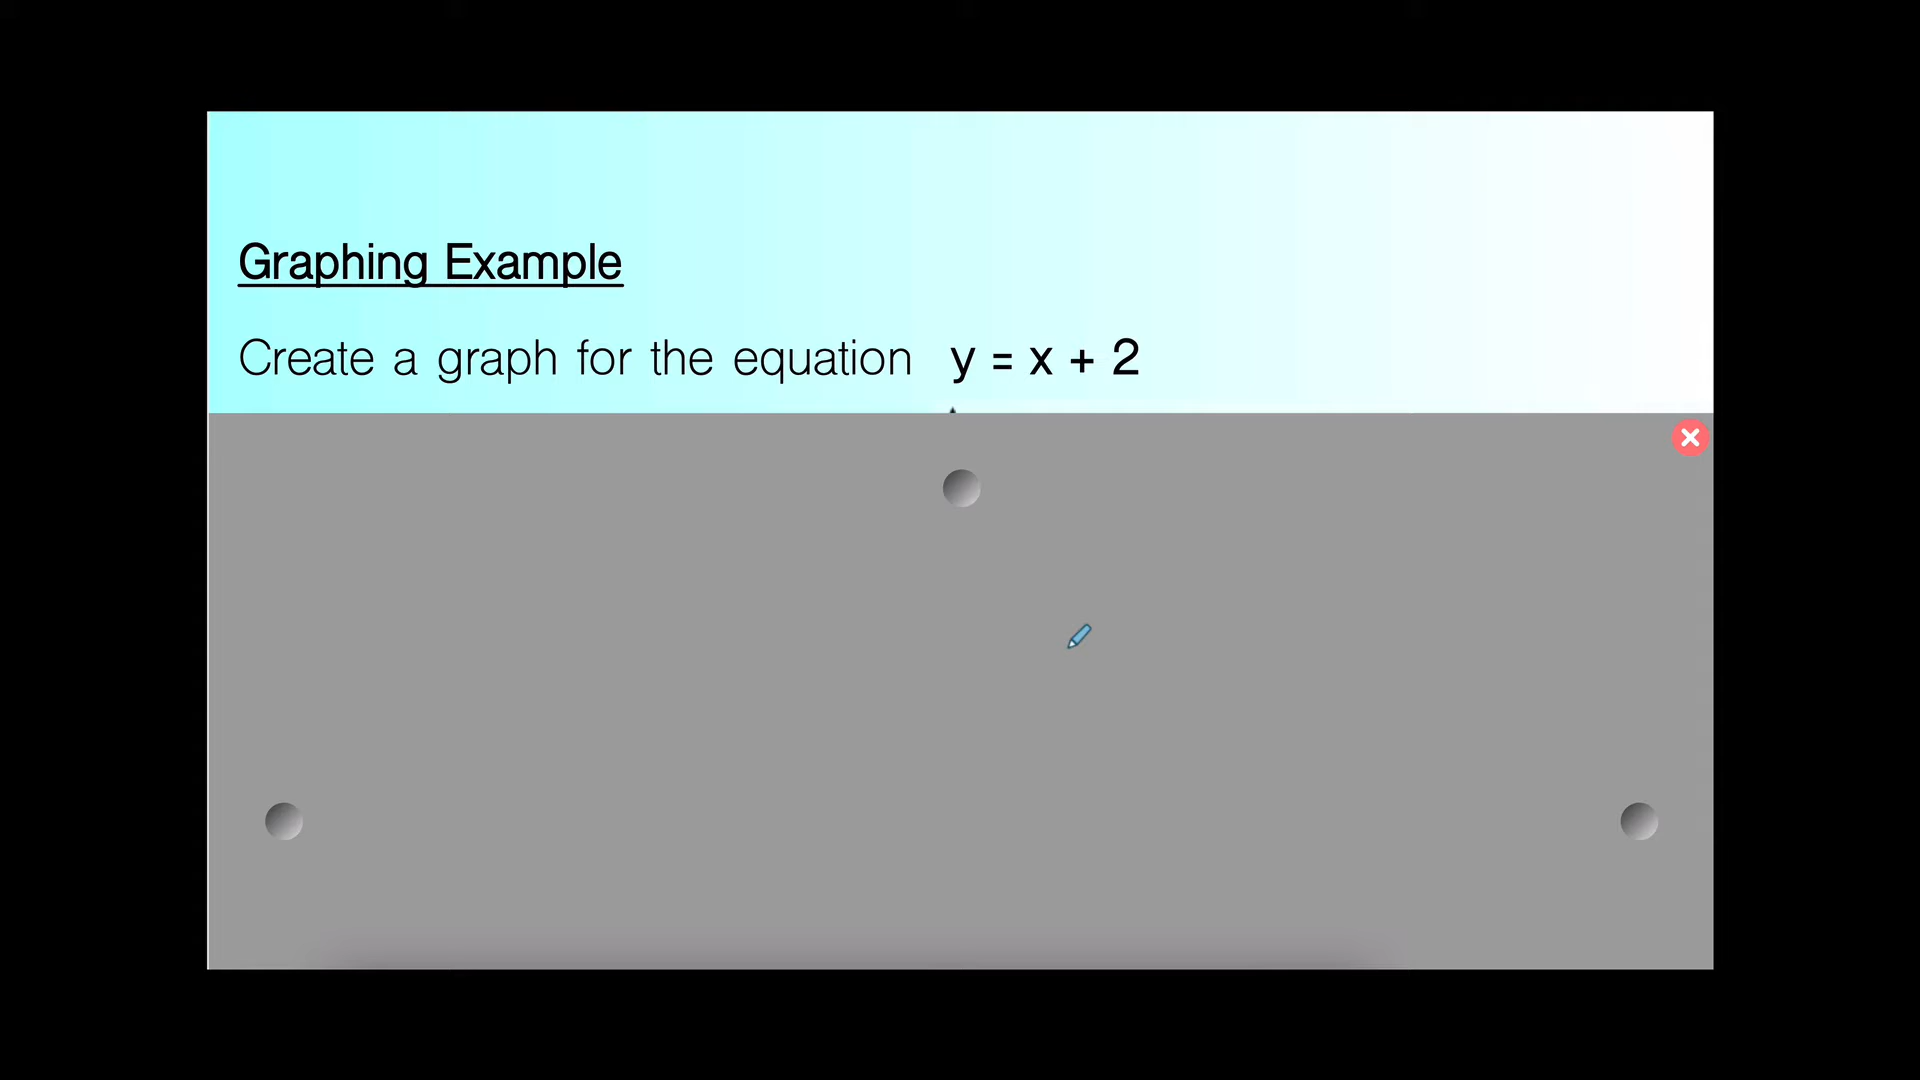 Graphing Example
Create a graph for the equation y = x + 2